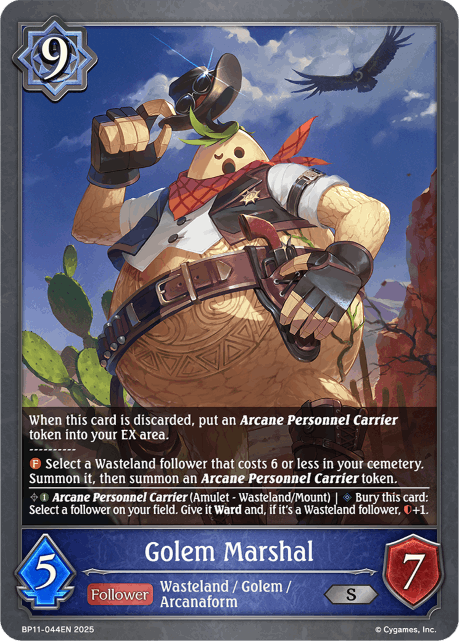 9
When this card is discarded, put an Arcane Personnel Carrier
token into your EX area.
----------
F Select a Wasteland follower that costs 6 or less in your cemetery.
Summon it, then summon an Arcane Personnel Carrier token.
1 Arcane Personnel Carrier (Amulet - Wasteland/Mount) | Bury this card:
Select a follower on your field. Give it Ward and, if it's a Wasteland follower, +1.
Golem Marshal
5
Follower
Wasteland / Golem /
Arcanaform
S
7
BP11-044EN 2025
© Cygames, Inc.